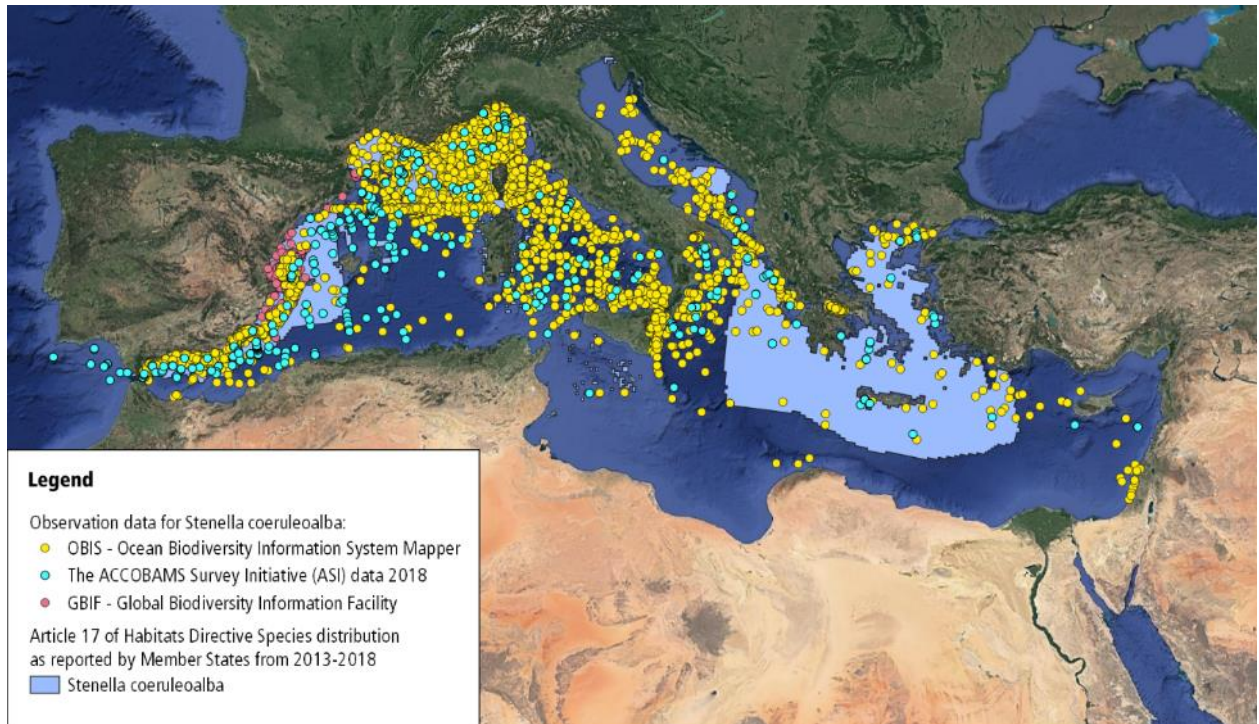 Legend
Observation data for Stenella coeruleoalba:
OBIS - Ocean Biodiversity Information System Mapper
The ACCOBAMS Survey Initiative (ASI) data 2018
GBIF - Global Biodiversity Information Facility
Article 17 of Habitats Directive Species distribution
as reported by Member States from 2013-2018
Stenella coeruleoalba